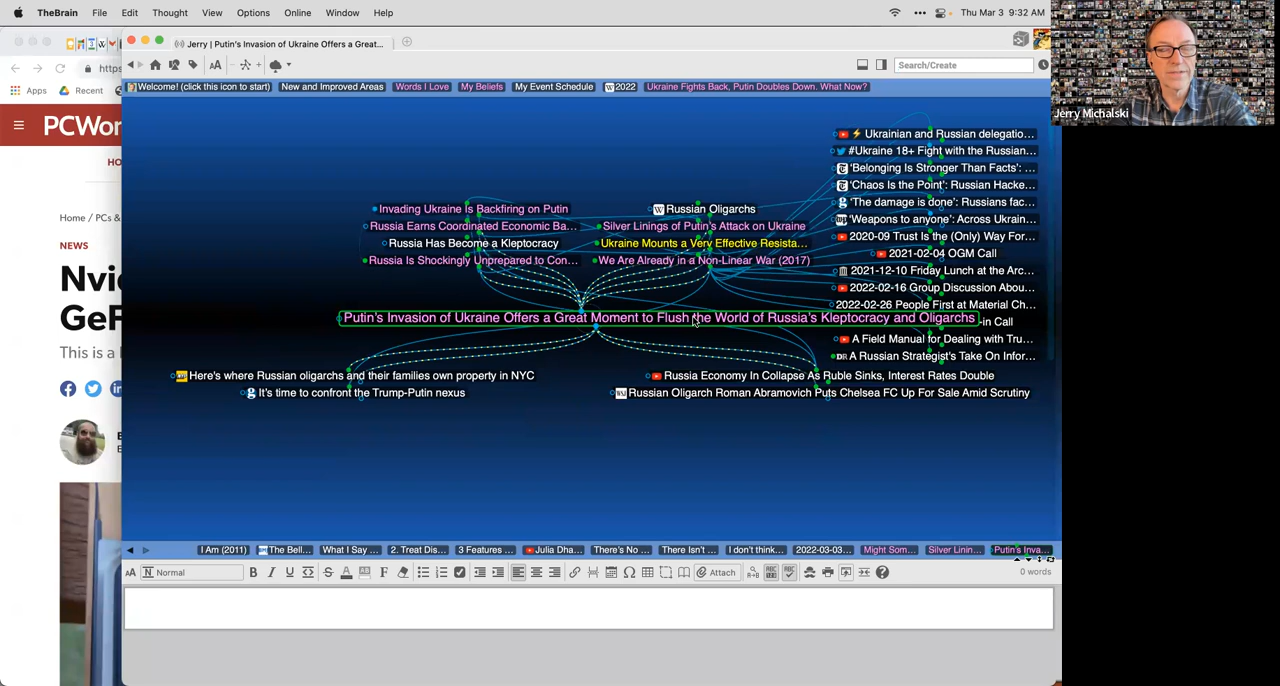 TheBrain File Edit Thought View Options Online Window Help Thu Mar 3 9:32 AM
Jerry | Putin's Invasion of Ukraine Offers a Great...
https
Search/Create
Apps Recent
Welcome! (click this icon to start) New and Improved Areas Words I Love My Beliefs My Event Schedule 2022 Ukraine Fights Back, Putin Doubles Down. What Now?
Jerry Michalski
PCWor
HO
Home / PCs &
NEWS
Nvid
GeF
This is a
Ukrainian and Russian delegatio...
#Ukraine 18+ Fight with the Russian...
'Belonging Is Stronger Than Facts': ...
'Chaos Is the Point': Russian Hacke...
'The damage is done': Russians fac...
'Weapons to anyone': Across Ukrain...
2020-09 Trust Is the (Only) Way For...
2021-02-04 OGM Call
2021-12-10 Friday Lunch at the Arc...
2022-02-16 Group Discussion Abou...
2022-02-26 People First at Material Ch...
-in Call
A Field Manual for Dealing with Tru...
A Russian Strategist's Take On Infor...
Invading Ukraine Is Backfiring on Putin
Russia Earns Coordinated Economic Ba...
Russia Has Become a Kleptocracy
Russia Is Shockingly Unprepared to Con...
Russian Oligarchs
Silver Linings of Putin's Attack on Ukraine
Ukraine Mounts a Very Effective Resista...
We Are Already in a Non-Linear War (2017)
Putin's Invasion of Ukraine Offers a Great Moment to Flush the World of Russia's Kleptocracy and Oligarchs
Here's where Russian oligarchs and their families own property in NYC
It's time to confront the Trump-Putin nexus
Russia Economy In Collapse As Ruble Sinks, Interest Rates Double
Russian Oligarch Roman Abramovich Puts Chelsea FC Up For Sale Amid Scrutiny
I Am (2011) The Bell... What I Say ... 2. Treat Dis... 3 Features ... Julia Dha... There's No ... There Isn't ... I don't think... 2022-03-03... Might Som... Silver Linin... Putin's Inva...
Normal B I U S A F Attach 0 words